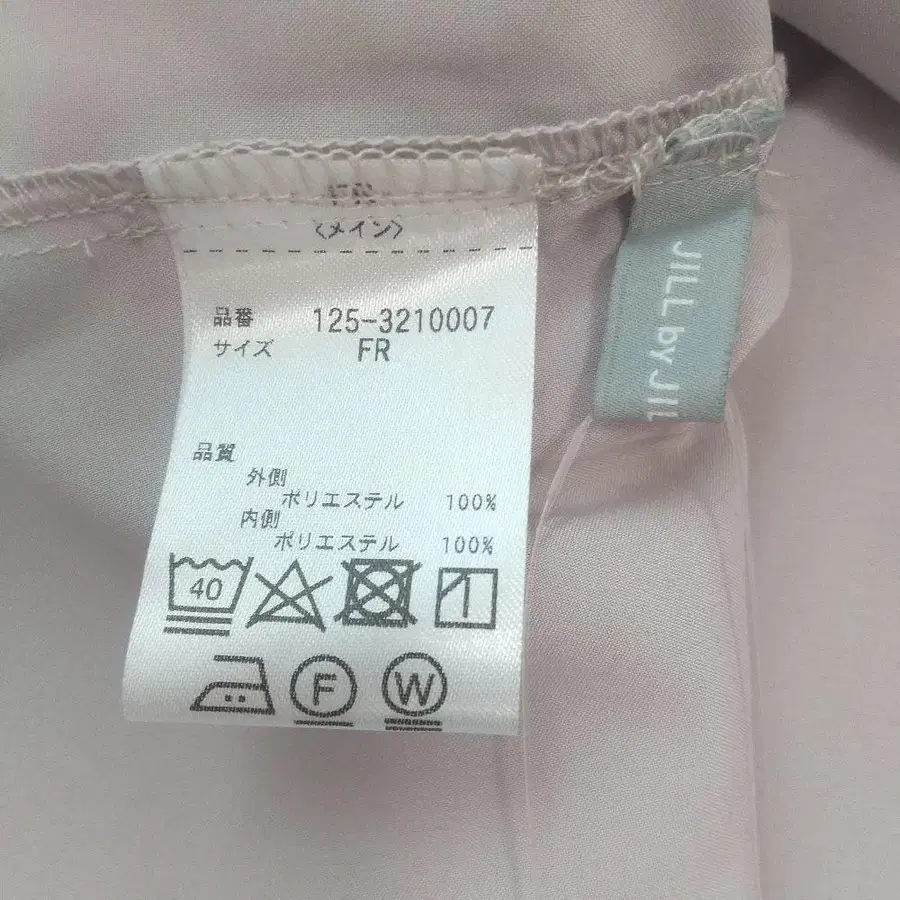 〈メイン〉
品番 125-3210007
サイズ FR
品質
外側
ポリエステル 100%
内側
ポリエステル 100%
40
F
W
JILL by JIL